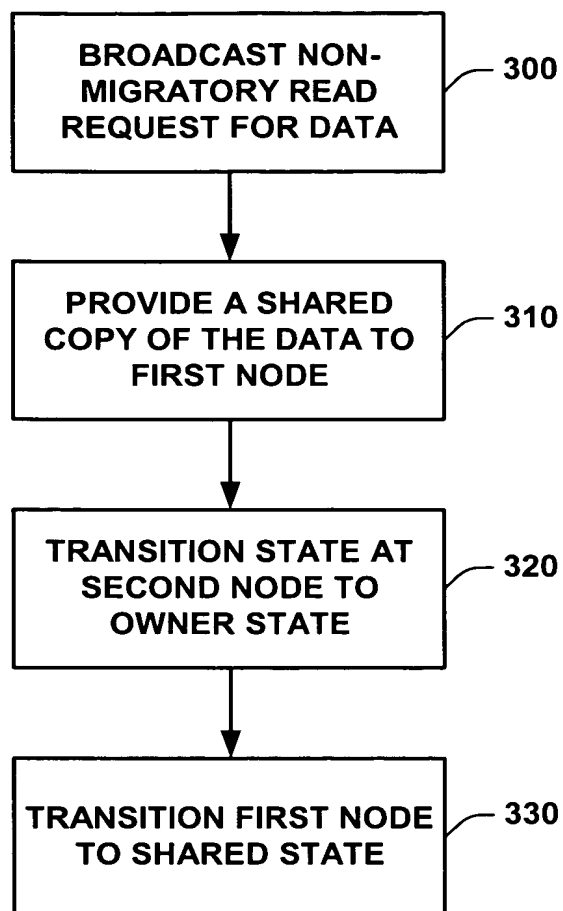 BROADCAST NON-
MIGRATORY READ
REQUEST FOR DATA
300
PROVIDE A SHARED
COPY OF THE DATA TO
FIRST NODE
310
TRANSITION STATE AT
SECOND NODE TO
OWNER STATE
320
TRANSITION FIRST NODE
TO SHARED STATE
330